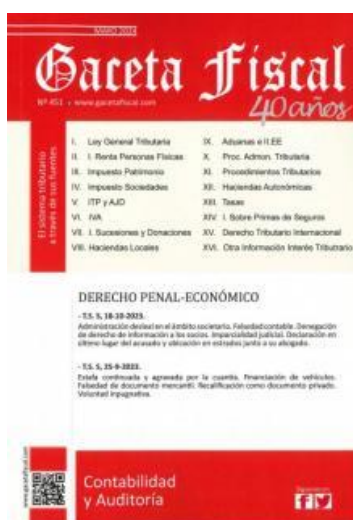 MARZO 2024
Gaceta Fiscal
40 años
Nº 451 • www.gacetafiscal.com
El sistema tributario
a través de sus fuentes
I. Ley General Tributaria
II. I. Renta Personas Físicas
III. Impuesto Patrimonio
IV. Impuesto Sociedades
V. ITP y AJD
VI. IVA
VII. I. Sucesiones y Donaciones
VIII. Haciendas Locales
IX. Aduanas e II.EE
X. Proc. Admon. Tributaria
XI. Procedimientos Tributarios
XII. Haciendas Autonómicas
XIII. Tasas
XIV. I. Sobre Primas de Seguros
XV. Derecho Tributario Internacional
XVI. Otra Información Interés Tributario
DERECHO PENAL-ECONÓMICO
- T.S. S, 18-10-2023.
Administración desleal en el ámbito societario. Falsedad contable. Denegación
de derecho de información a los socios. Imparcialidad judicial. Declaración en
último lugar del acusado y ubicación en estrados junto a su abogado.
- T.S. S, 25-9-2023.
Estafa continuada y agravada por la cuantía. Financiación de vehículos.
Falsedad de documento mercantil. Recalificación como documento privado.
Voluntad impugnativa.
www.gacetafiscal.com
Contabilidad
y Auditoría